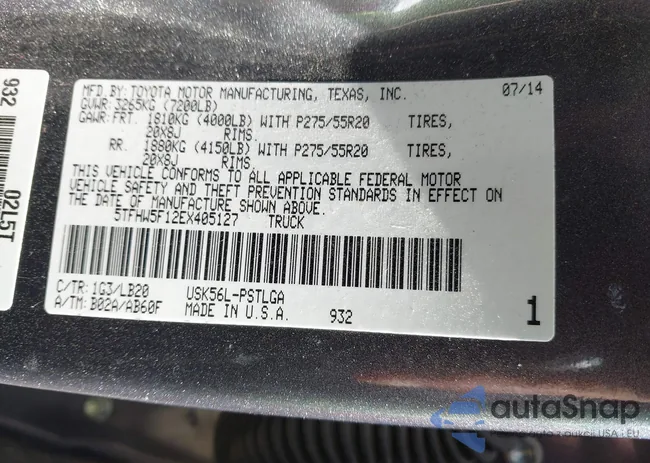 MFD.BY:TOYOTA MOTOR MANUFACTURING, TEXAS, INC. 07/14
GVWR: 3265KG (7200LB)
GAWR:FRT. 1810KG (4000LB) WITH P275/55R20 TIRES,
20X8J RIMS.
RR. 1880KG (4150LB) WITH P275/55R20 TIRES,
20X8J RIMS.
THIS VEHICLE CONFORMS TO ALL APPLICABLE FEDERAL MOTOR
VEHICLE SAFETY AND THEFT PREVENTION STANDARDS IN EFFECT ON
THE DATE OF MANUFACTURE SHOWN ABOVE.
5TFHW5F12EX405127 TRUCK
C/TR: 1G3/LB20 USK56L-PSTLGA
A/TM: B02A/AB60F MADE IN U.S.A. 932 1
932 02L5T
autoSnap